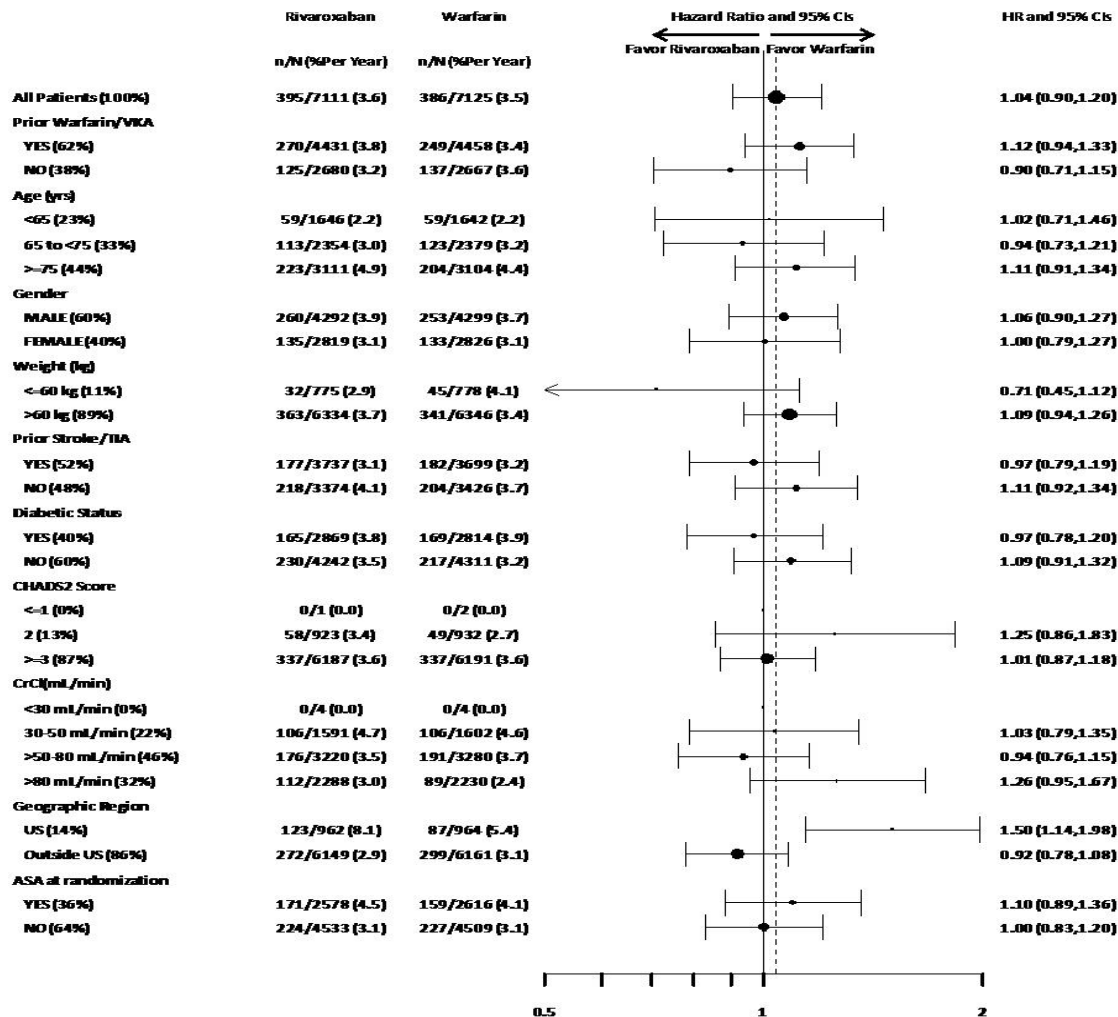 Rivaroxaban Warfarin Hazard Ratio and 95% CIs HR and 95% CIs
Favor Rivaroxaban Favor Warfarin
n/N (%Per Year) n/N (%Per Year)
All Patients (100%) 395/7111 (3.6) 386/7125 (3.5) 1.04 (0.90,1.20)
Prior Warfarin/VKA
YES (62%) 270/4431 (3.8) 249/4458 (3.4) 1.12 (0.94,1.33)
NO (38%) 125/2680 (3.2) 137/2667 (3.6) 0.90 (0.71,1.15)
Age (yrs)
<65 (23%) 59/1646 (2.2) 59/1642 (2.2) 1.02 (0.71,1.46)
65 to <75 (33%) 113/2354 (3.0) 123/2379 (3.2) 0.94 (0.73,1.21)
>=75 (44%) 223/3111 (4.9) 204/3104 (4.4) 1.11 (0.91,1.34)
Gender
MALE (60%) 260/4292 (3.9) 253/4299 (3.7) 1.06 (0.90,1.27)
FEMALE (40%) 135/2819 (3.1) 133/2826 (3.1) 1.00 (0.79,1.27)
Weight (kg)
<=60 kg (11%) 32/775 (2.9) 45/778 (4.1) 0.71 (0.45,1.12)
>60 kg (89%) 363/6334 (3.7) 341/6346 (3.4) 1.09 (0.94,1.26)
Prior Stroke/TIA
YES (52%) 177/3737 (3.1) 182/3699 (3.2) 0.97 (0.79,1.19)
NO (48%) 218/3374 (4.1) 204/3426 (3.7) 1.11 (0.92,1.34)
Diabetic Status
YES (40%) 165/2869 (3.8) 169/2814 (3.9) 0.97 (0.78,1.20)
NO (60%) 230/4242 (3.5) 217/4311 (3.2) 1.09 (0.91,1.32)
CHADS2 Score
<=1 (0%) 0/1 (0.0) 0/2 (0.0)
2 (13%) 58/923 (3.4) 49/932 (2.7) 1.25 (0.86,1.83)
>=3 (87%) 337/6187 (3.6) 337/6191 (3.6) 1.01 (0.87,1.18)
CrCl(mL/min)
<30 mL/min (0%) 0/4 (0.0) 0/4 (0.0)
30-50 mL/min (22%) 106/1591 (4.7) 106/1602 (4.6) 1.03 (0.79,1.35)
>50-80 mL/min (46%) 176/3220 (3.5) 191/3280 (3.7) 0.94 (0.76,1.15)
>80 mL/min (32%) 112/2288 (3.0) 89/2230 (2.4) 1.26 (0.95,1.67)
Geographic Region
US (14%) 123/962 (8.1) 87/964 (5.4) 1.50 (1.14,1.98)
Outside US (86%) 272/6149 (2.9) 299/6161 (3.1) 0.92 (0.78,1.08)
ASA at randomization
YES (36%) 171/2578 (4.5) 159/2616 (4.1) 1.10 (0.89,1.36)
NO (64%) 224/4533 (3.1) 227/4509 (3.1) 1.00 (0.83,1.20)
0.5 1 2